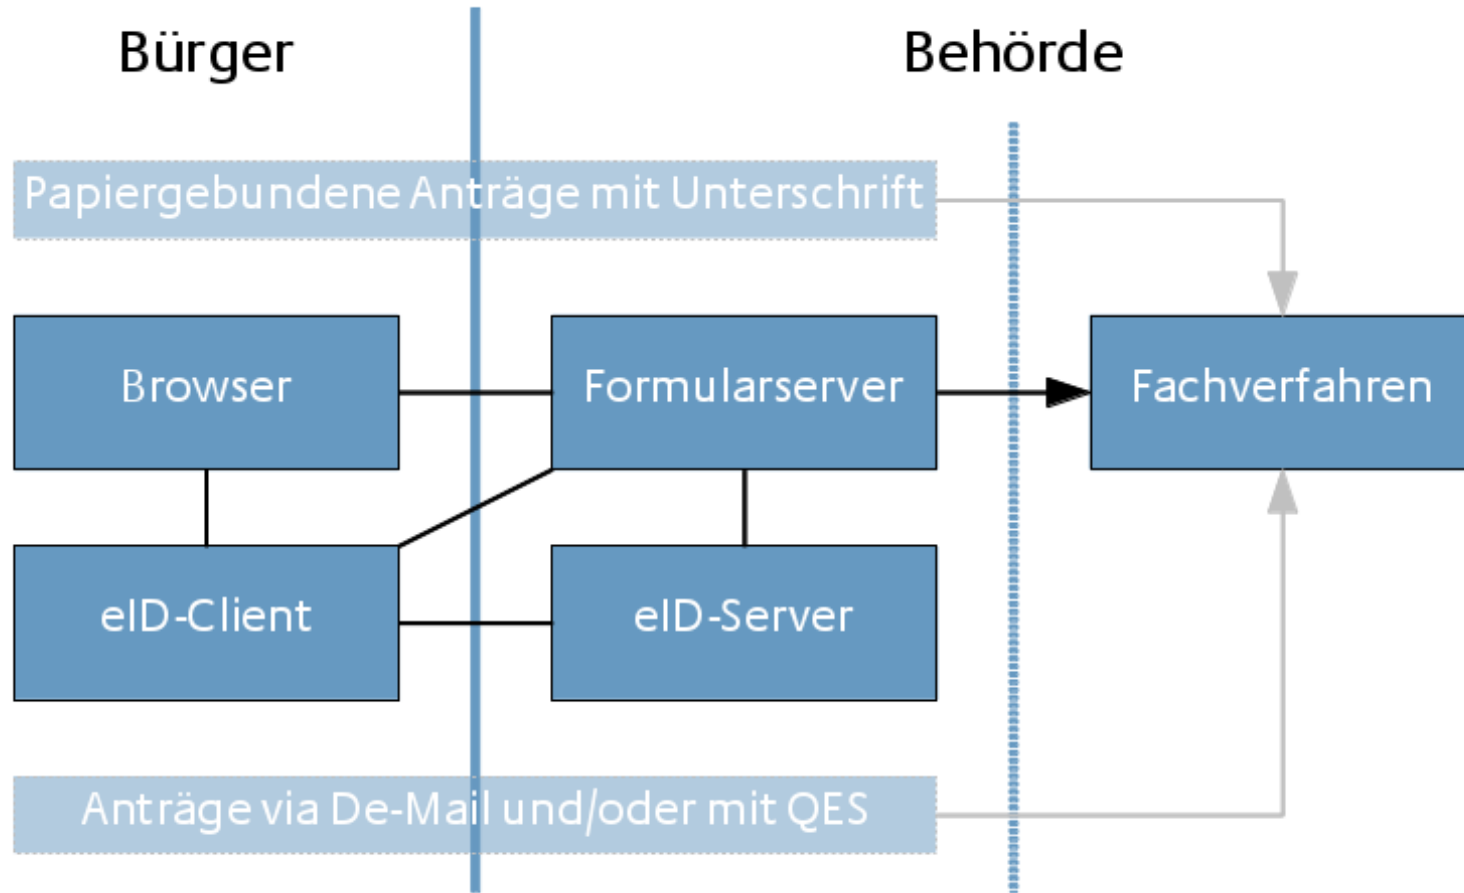 Bürger
Behörde
Papiergebundene Anträge mit Unterschrift
Browser
Formularserver
Fachverfahren
eID-Client
eID-Server
Anträge via De-Mail und/oder mit QES